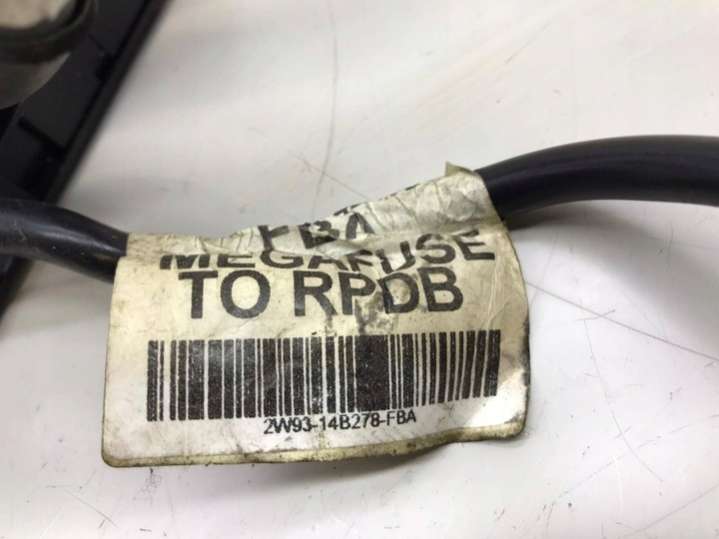 FBA
MEGAFUSE
TO RPDB
2W93-14B278-FBA